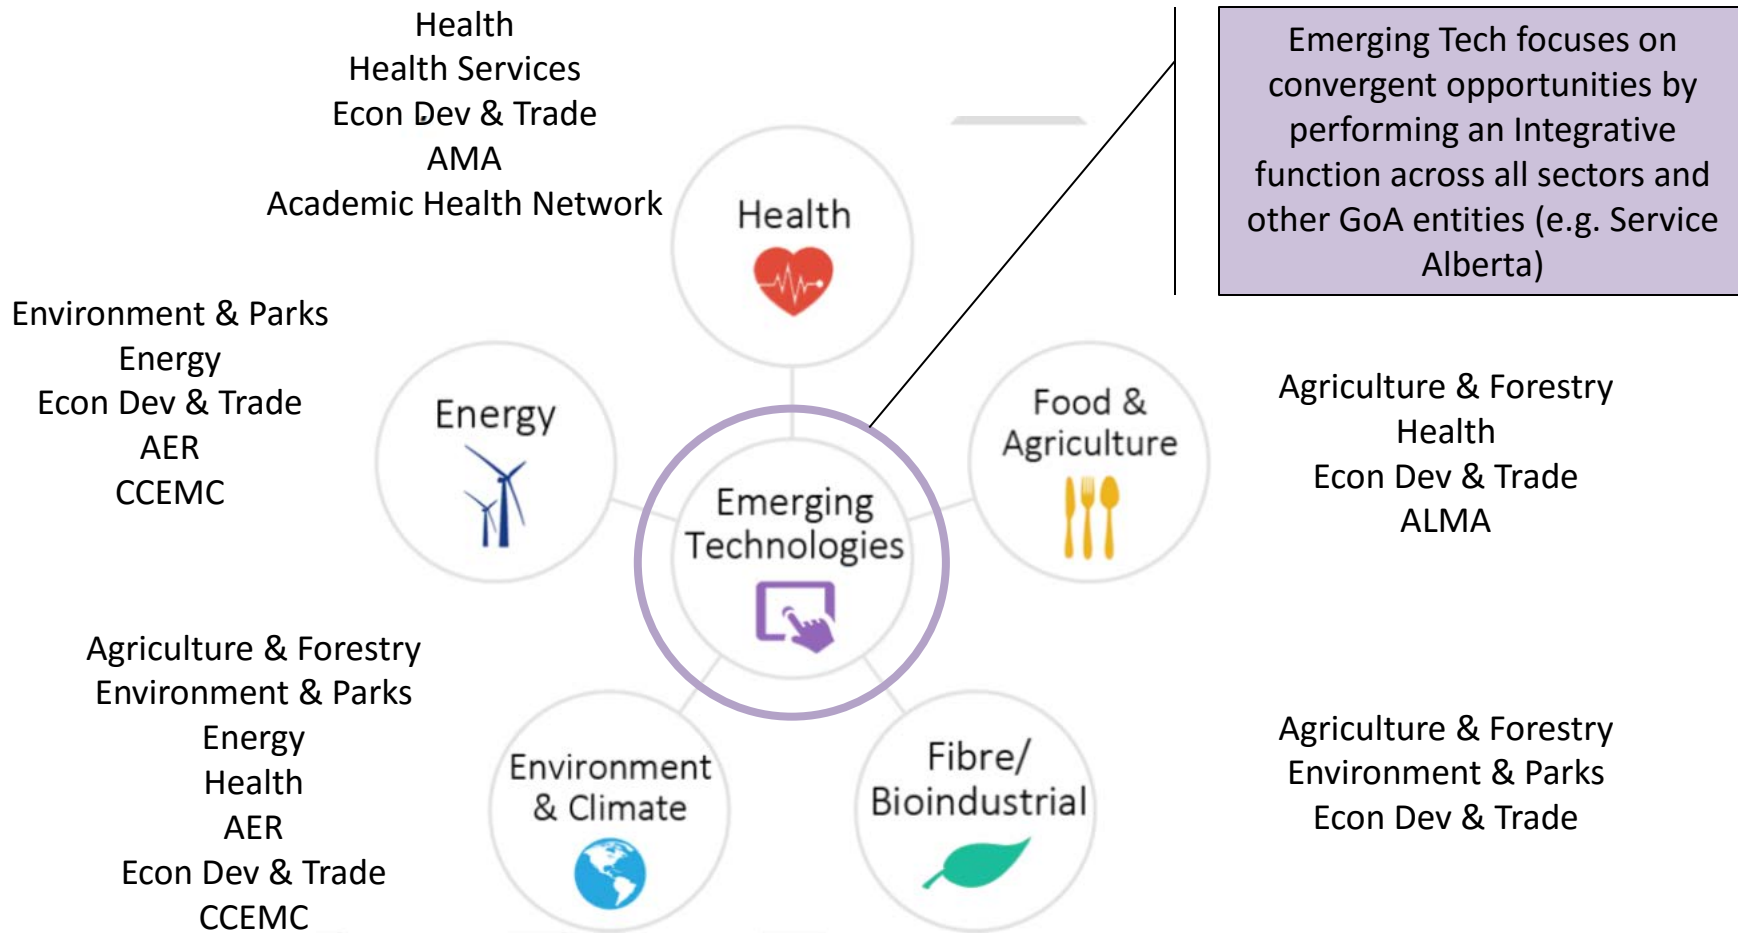 Health
Health Services
Econ Dev & Trade
AMA
Academic Health Network
Emerging Tech focuses on
convergent opportunities by
performing an Integrative
function across all sectors and
other GoA entities (e.g. Service
Alberta)
Health
Environment & Parks
Energy
Econ Dev & Trade
AER
CCEMC
Energy
Food &
Agriculture
Agriculture & Forestry
Health
Econ Dev & Trade
ALMA
Emerging
Technologies
Agriculture & Forestry
Environment & Parks
Energy
Health
AER
Econ Dev & Trade
CCEMC
Environment
& Climate
Fibre/
Bioindustrial
Agriculture & Forestry
Environment & Parks
Econ Dev & Trade